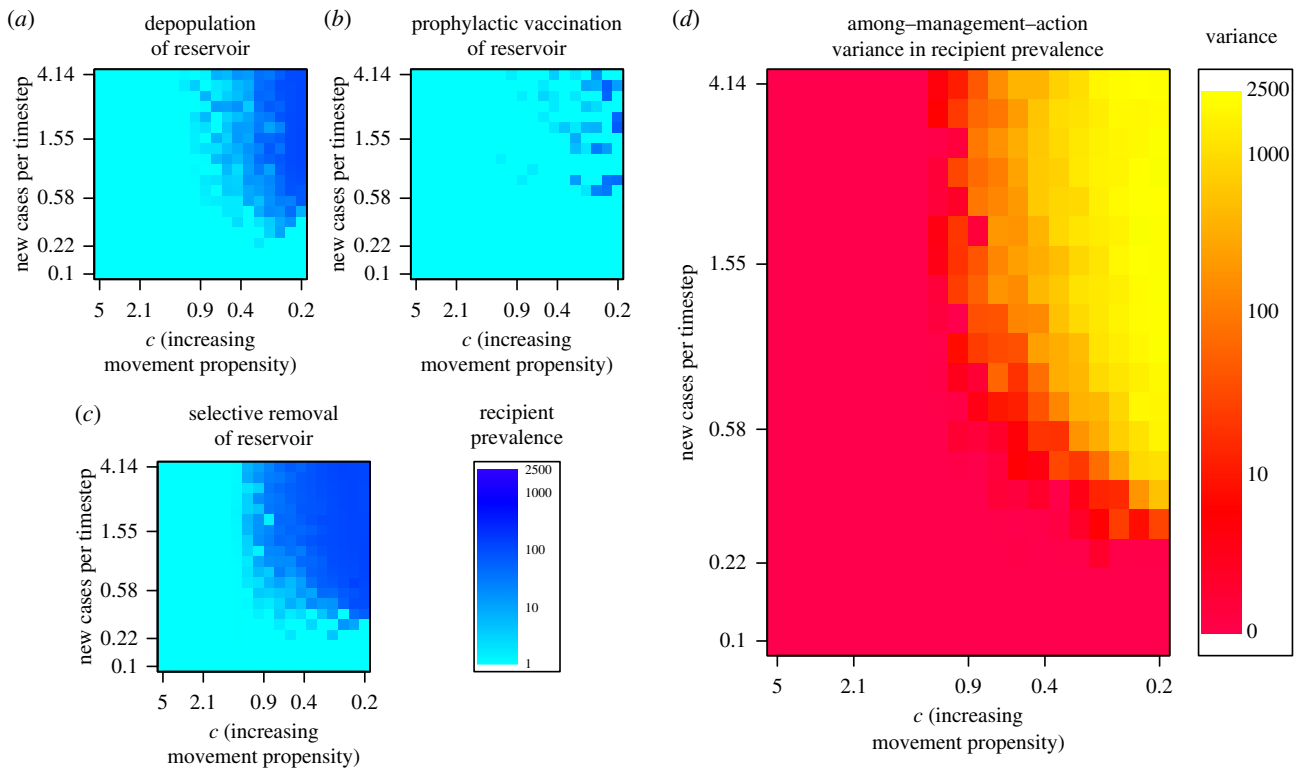 (a)
depopulation
of reservoir
new cases per timestep
4.14
1.55
0.58
0.22
0.1
5 2.1 0.9 0.4 0.2
c (increasing
movement propensity)
(b)
prophylactic vaccination
of reservoir
new cases per timestep
4.14
1.55
0.58
0.22
0.1
5 2.1 0.9 0.4 0.2
c (increasing
movement propensity)
(c)
selective removal
of reservoir
new cases per timestep
4.14
1.55
0.58
0.22
0.1
5 2.1 0.9 0.4 0.2
c (increasing
movement propensity)
recipient
prevalence
2500
1000
100
10
1
(d)
among–management–action
variance in recipient prevalence
new cases per timestep
4.14
1.55
0.58
0.22
0.1
5 2.1 0.9 0.4 0.2
c (increasing
movement propensity)
variance
2500
1000
100
10
0